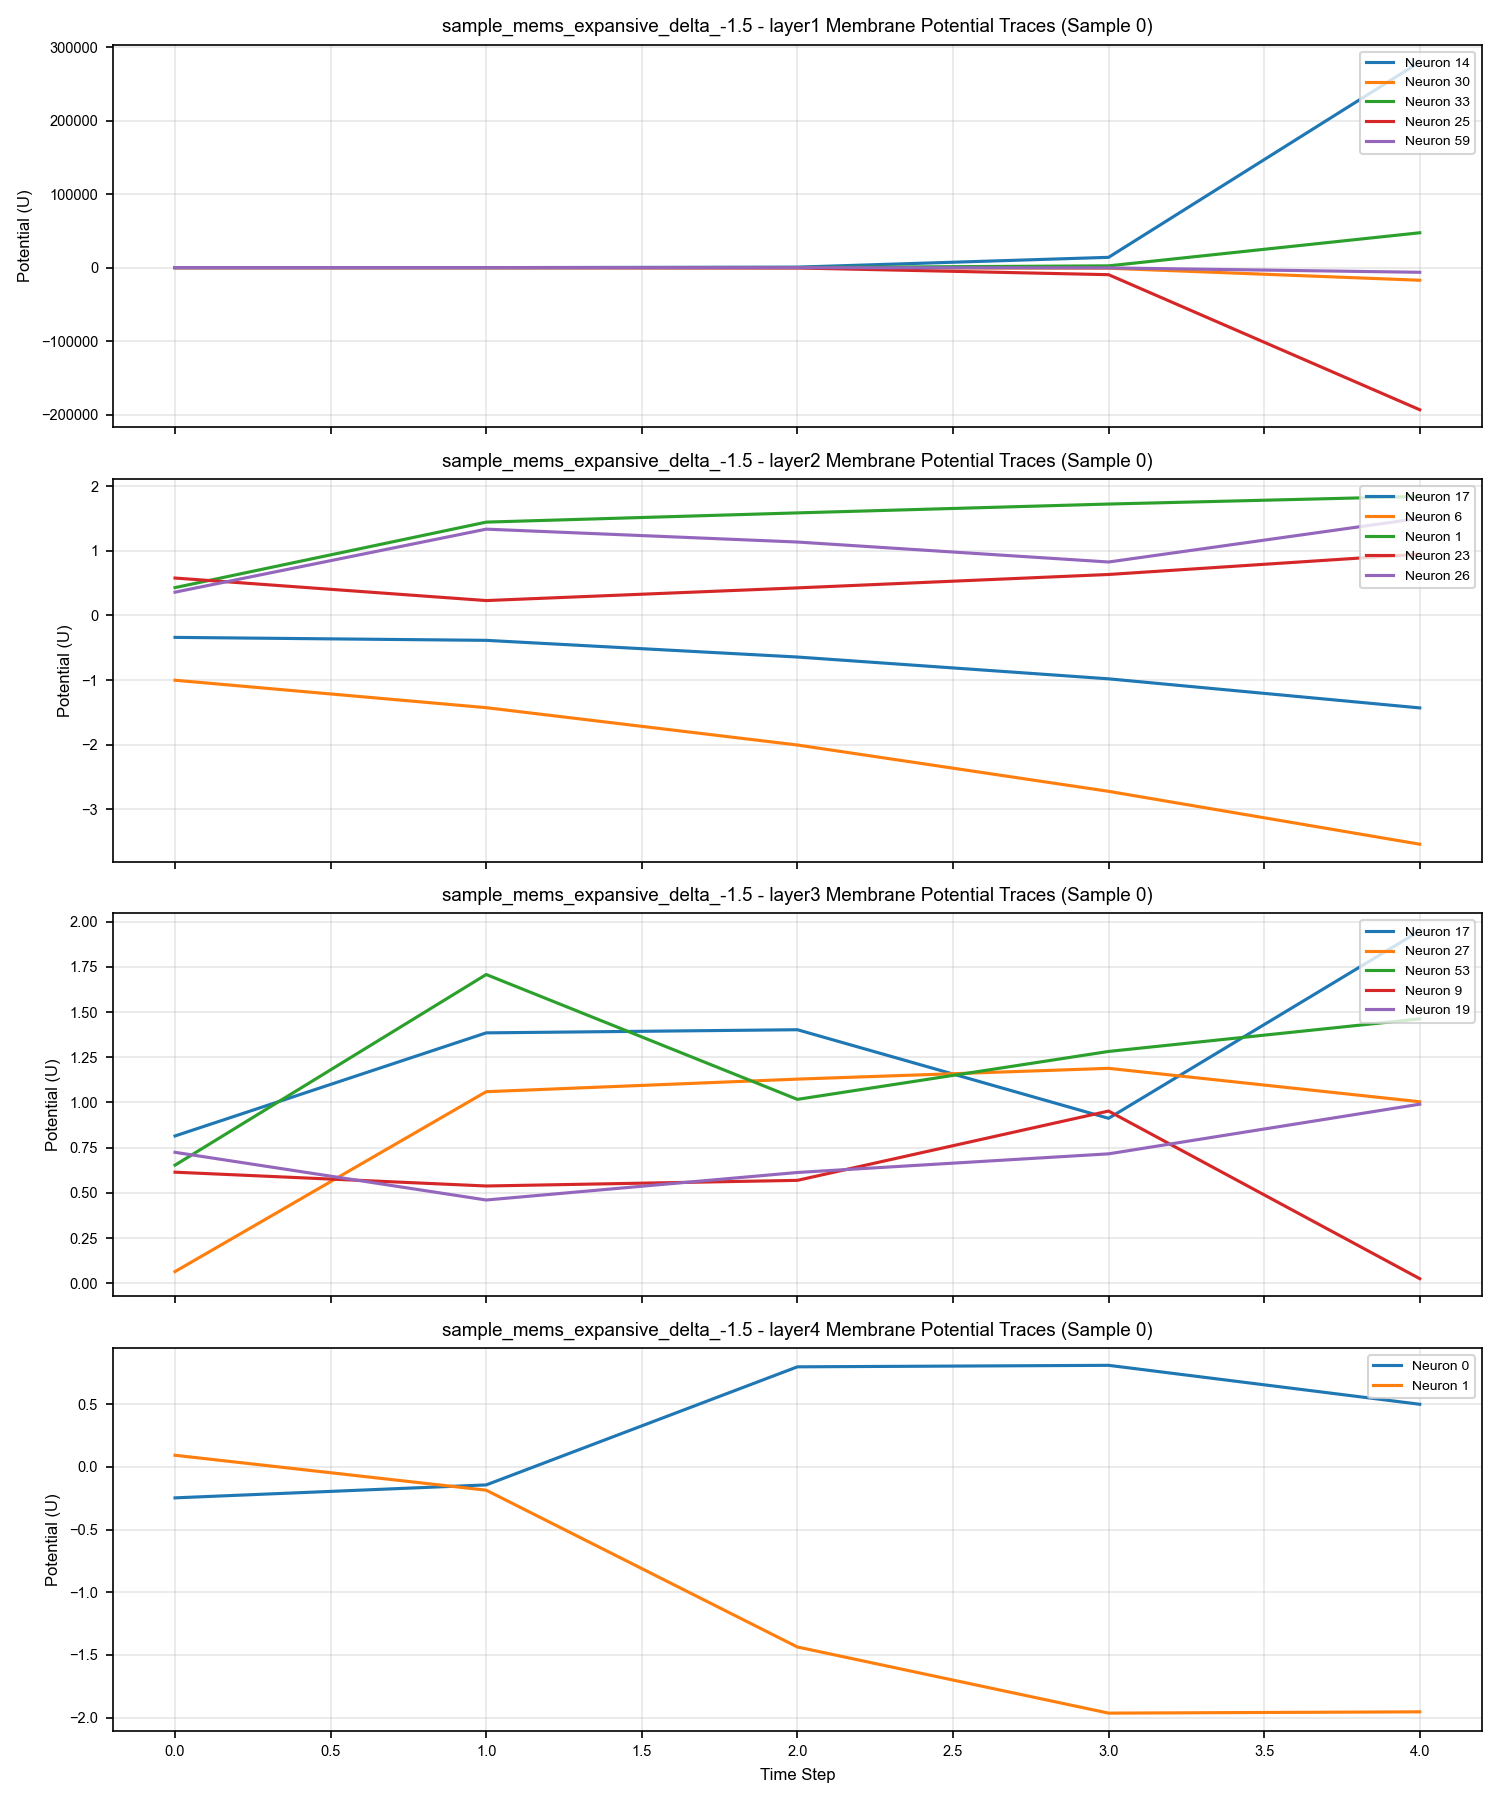 sample_mems_expansive_delta_-1.5 - layer1 Membrane Potential Traces (Sample 0)
300000
200000
100000
0
−100000
−200000
Potential (U)
Neuron 14
Neuron 30
Neuron 33
Neuron 25
Neuron 59
sample_mems_expansive_delta_-1.5 - layer2 Membrane Potential Traces (Sample 0)
2
1
0
−1
−2
−3
Potential (U)
Neuron 17
Neuron 6
Neuron 1
Neuron 23
Neuron 26
sample_mems_expansive_delta_-1.5 - layer3 Membrane Potential Traces (Sample 0)
2.00
1.75
1.50
1.25
1.00
0.75
0.50
0.25
0.00
Potential (U)
Neuron 17
Neuron 27
Neuron 53
Neuron 9
Neuron 19
sample_mems_expansive_delta_-1.5 - layer4 Membrane Potential Traces (Sample 0)
0.5
0.0
−0.5
−1.0
−1.5
−2.0
Potential (U)
Neuron 0
Neuron 1
0.0 0.5 1.0 1.5 2.0 2.5 3.0 3.5 4.0
Time Step